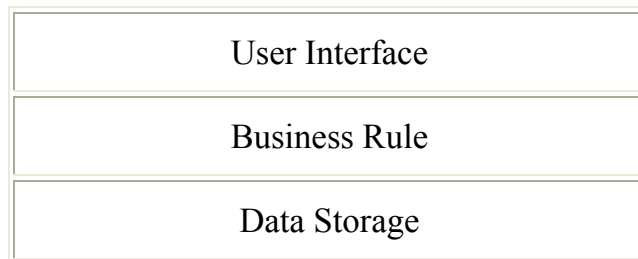 User Interface
Business Rule
Data Storage